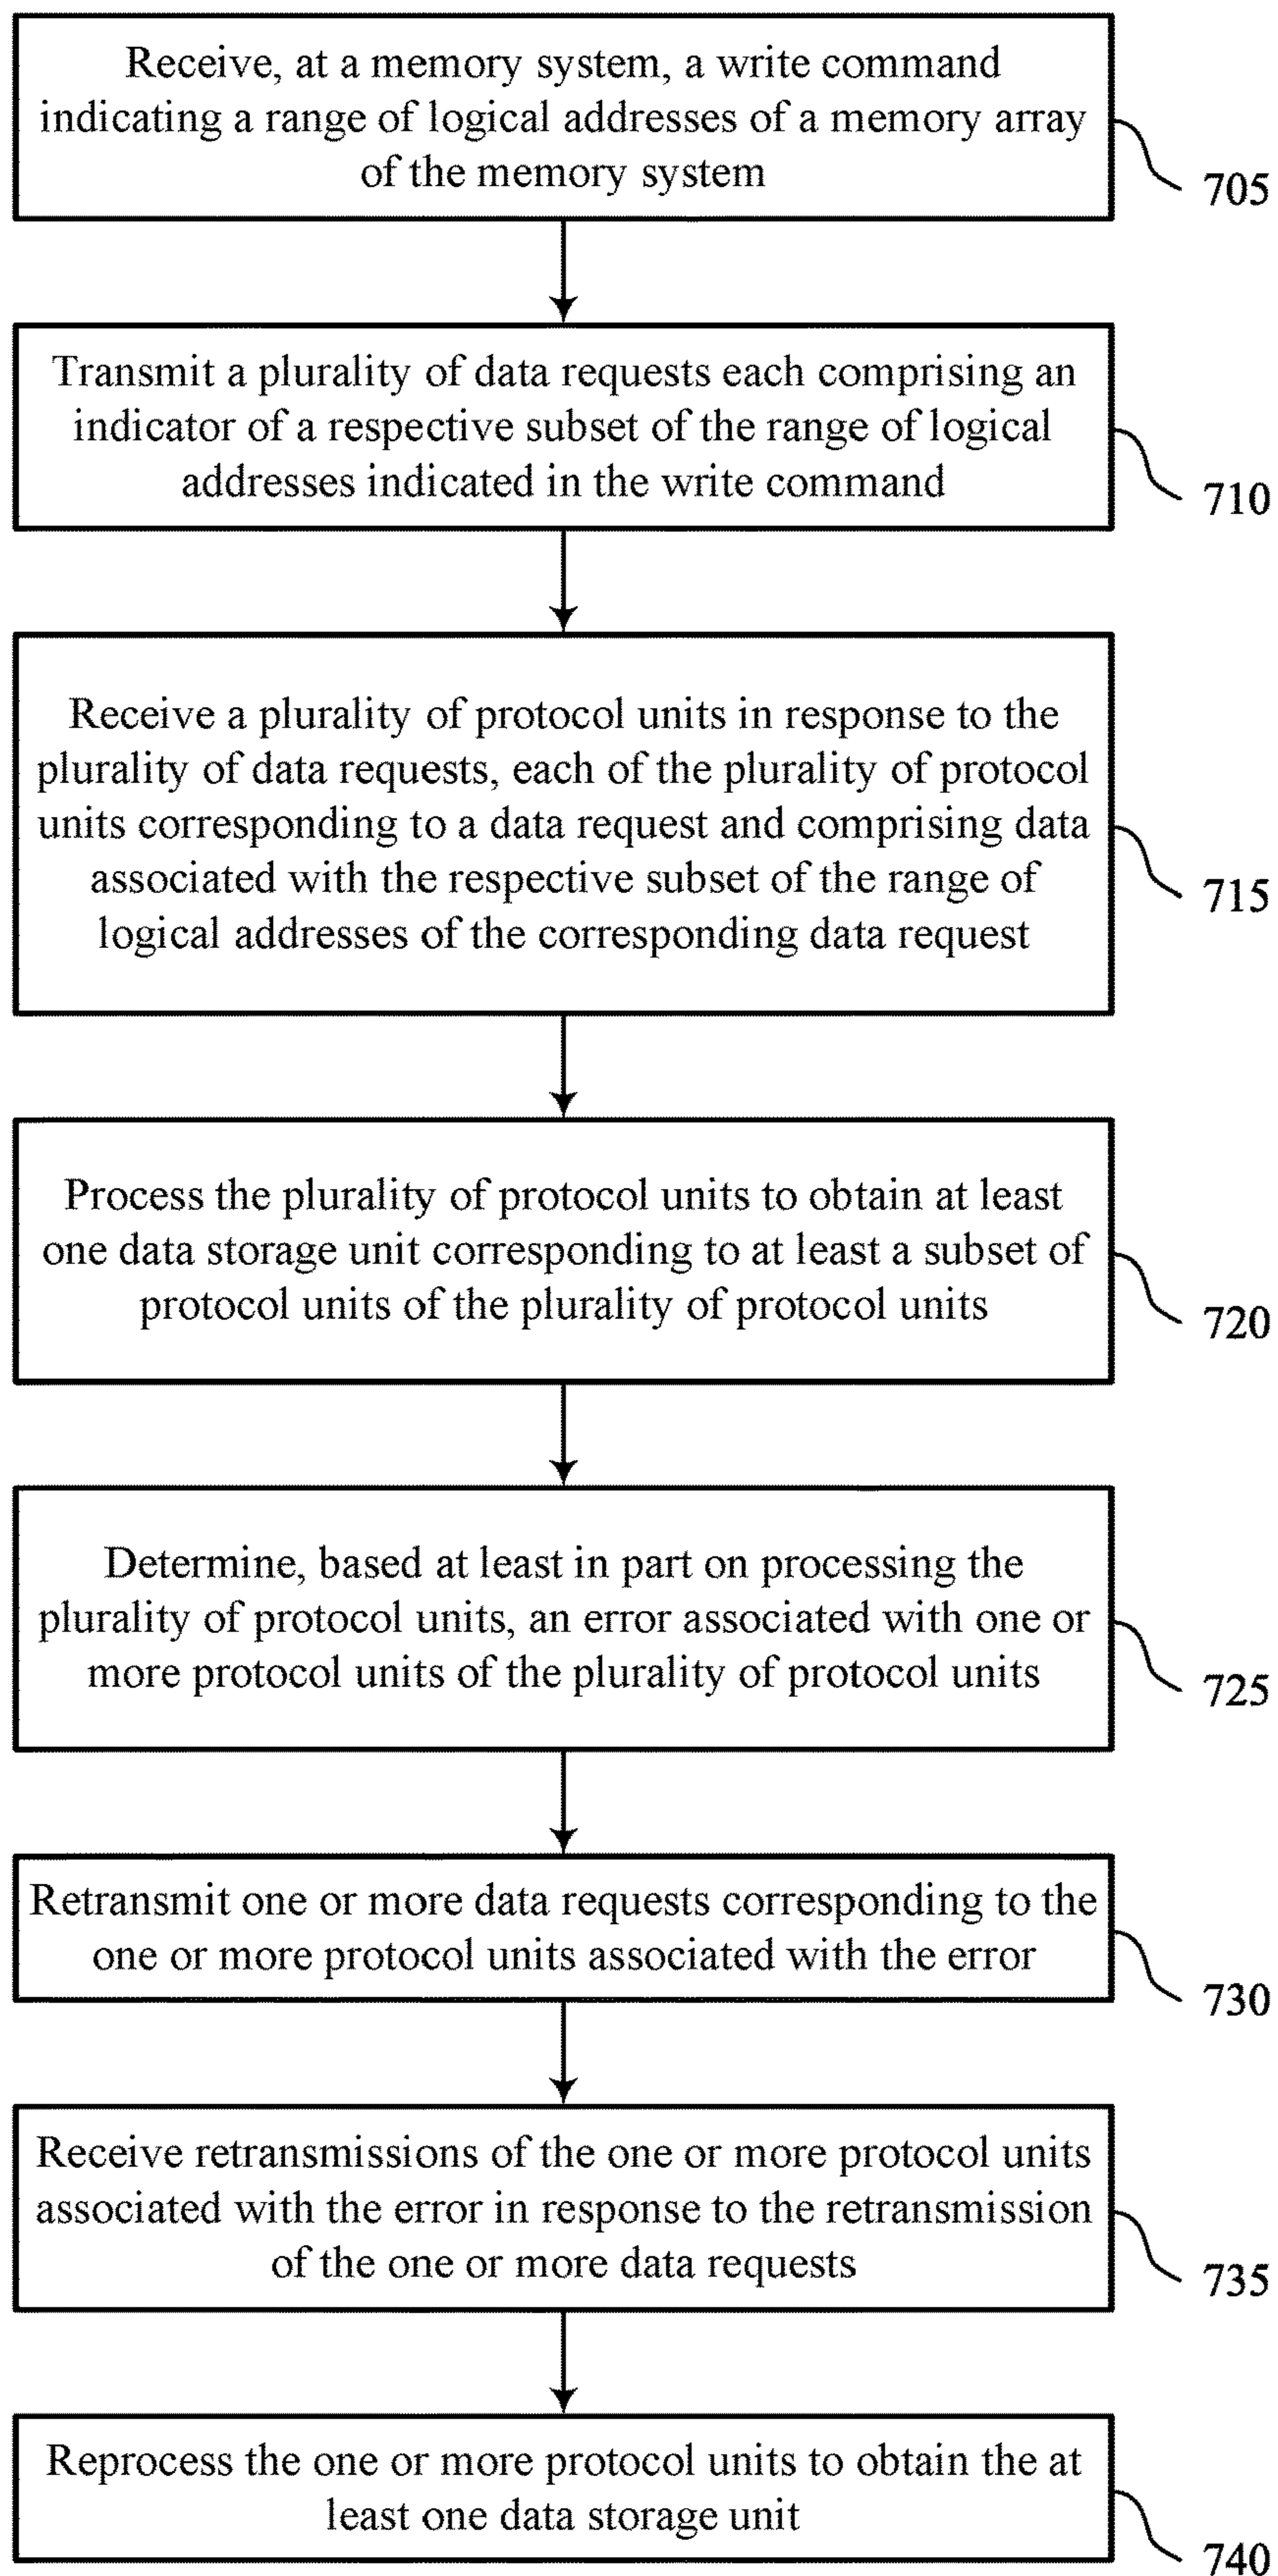 Receive, at a memory system, a write command
indicating a range of logical addresses of a memory array
of the memory system
705
Transmit a plurality of data requests each comprising an
indicator of a respective subset of the range of logical
addresses indicated in the write command
710
Receive a plurality of protocol units in response to the
plurality of data requests, each of the plurality of protocol
units corresponding to a data request and comprising data
associated with the respective subset of the range of
logical addresses of the corresponding data request
715
Process the plurality of protocol units to obtain at least
one data storage unit corresponding to at least a subset of
protocol units of the plurality of protocol units
720
Determine, based at least in part on processing the
plurality of protocol units, an error associated with one or
more protocol units of the plurality of protocol units
725
Retransmit one or more data requests corresponding to the
one or more protocol units associated with the error
730
Receive retransmissions of the one or more protocol units
associated with the error in response to the retransmission
of the one or more data requests
735
Reprocess the one or more protocol units to obtain the at
least one data storage unit
740